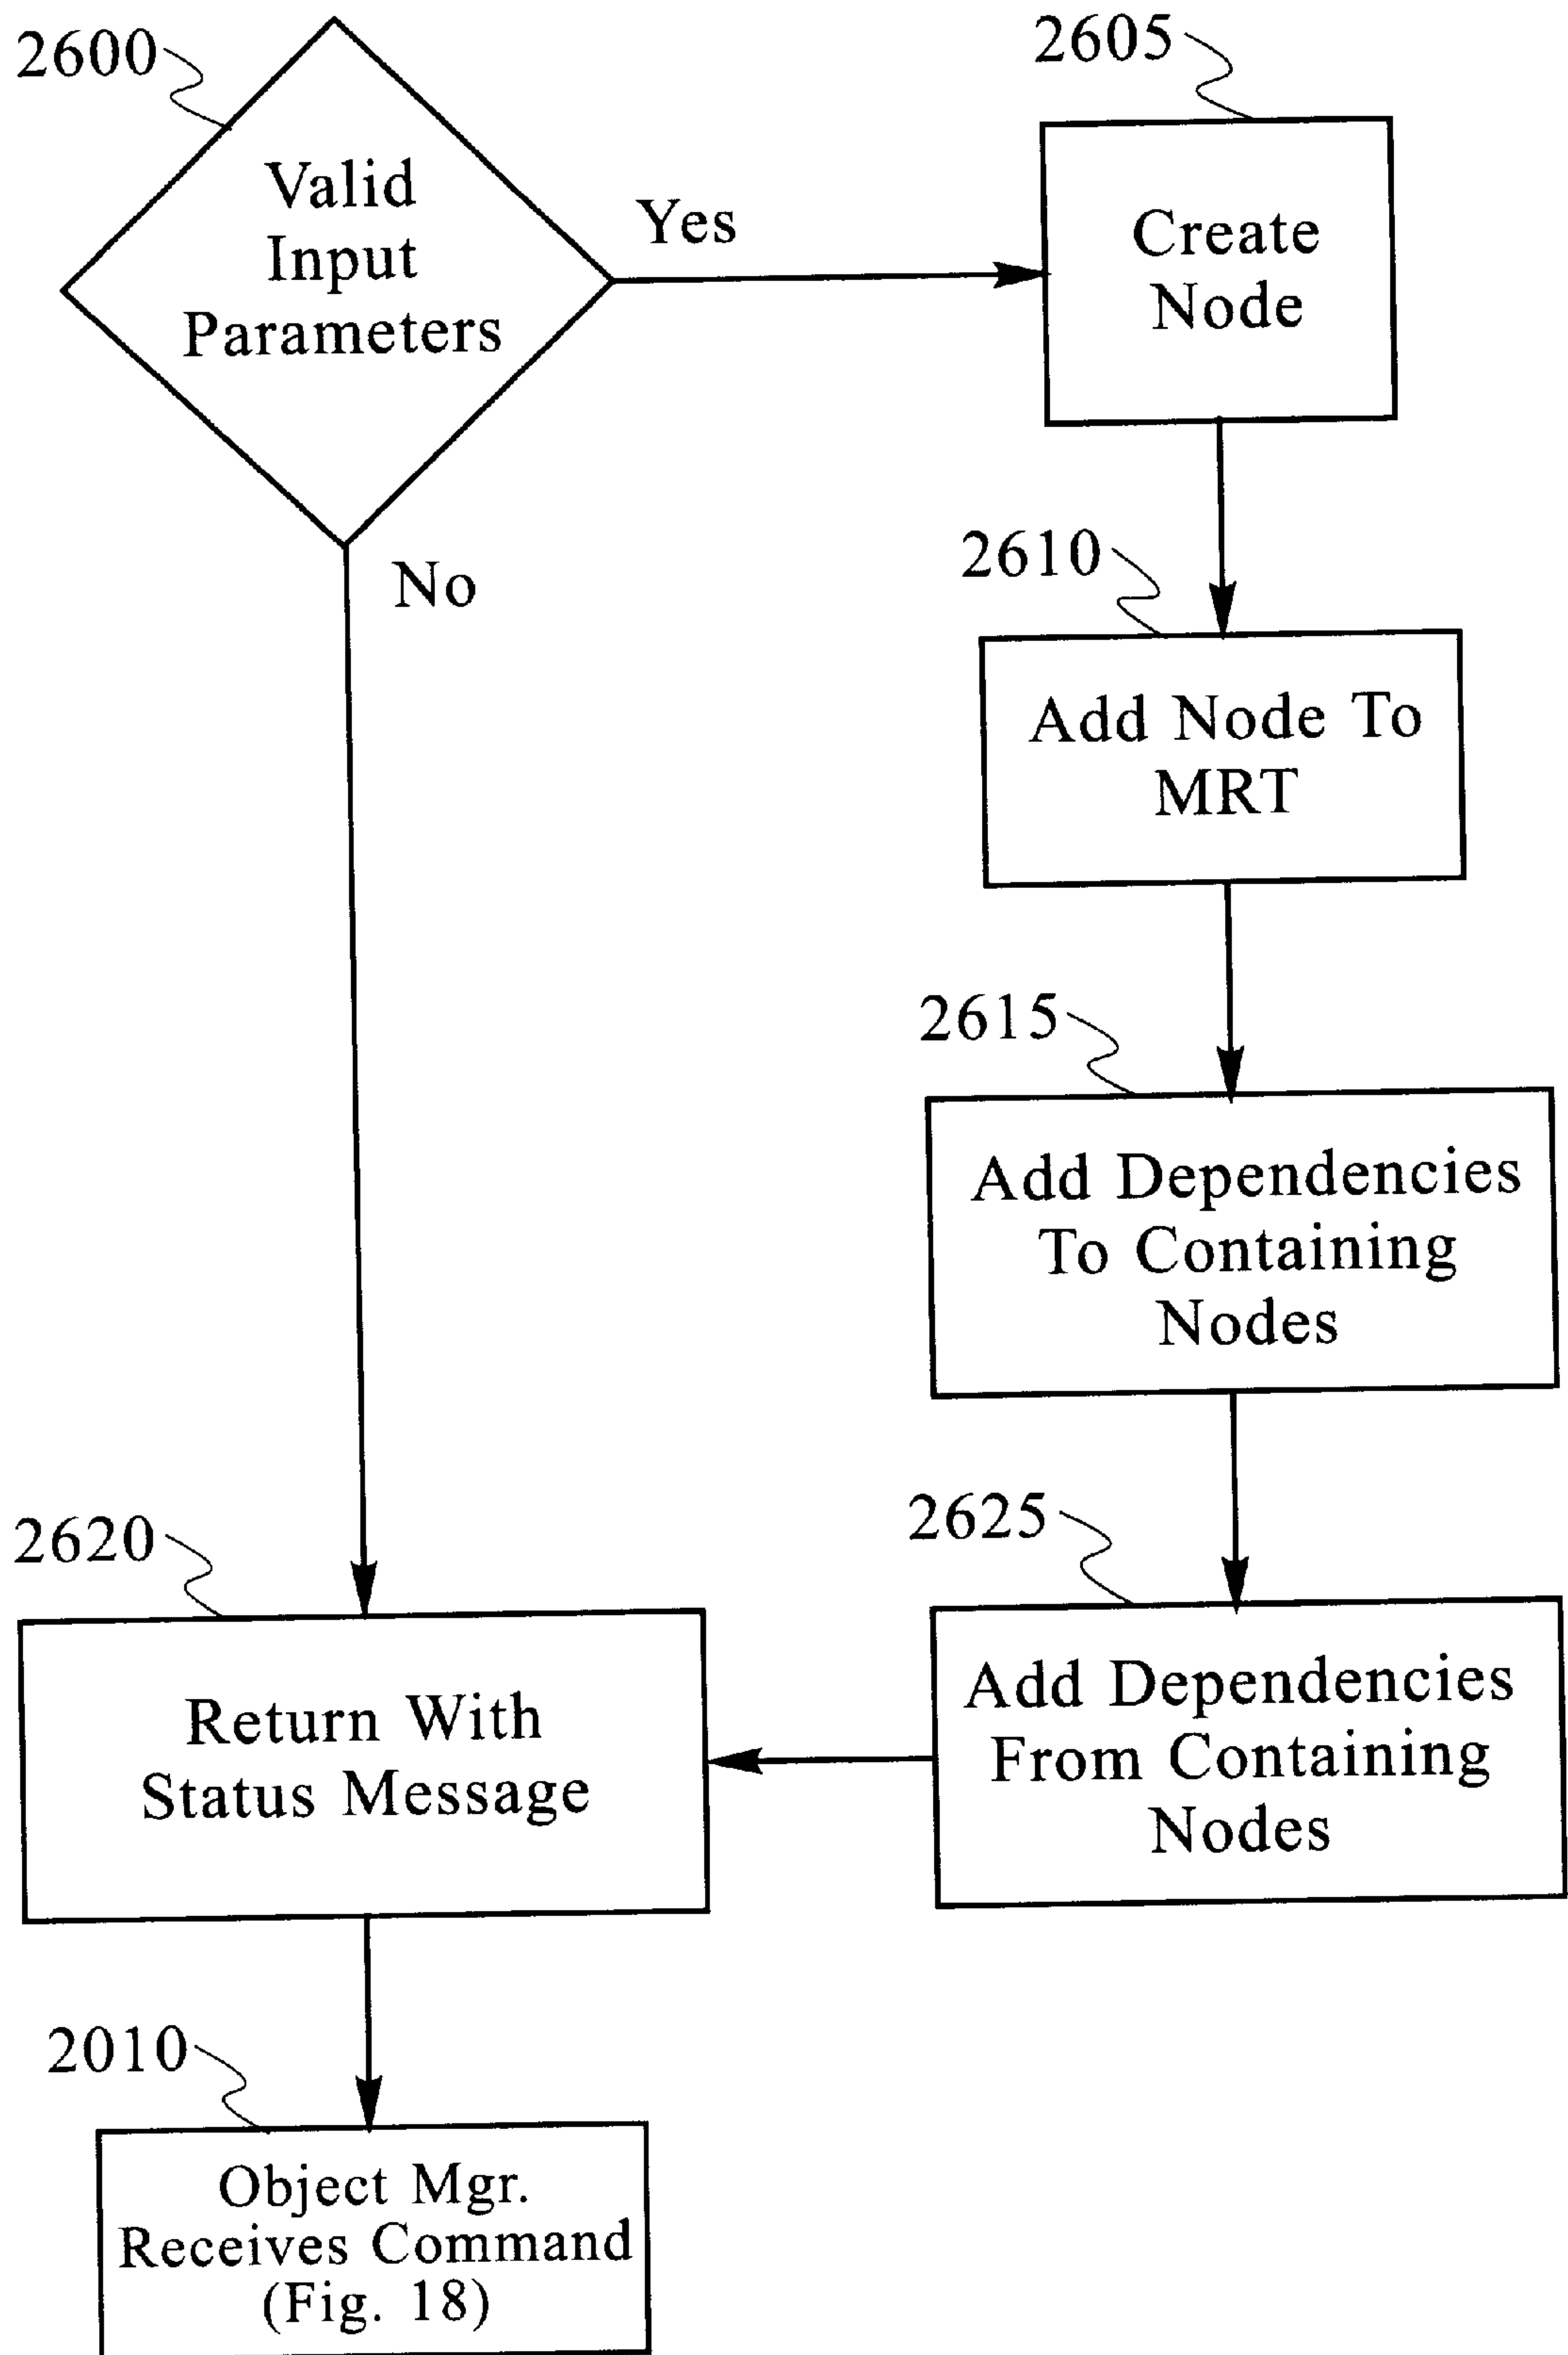 2600
Valid
Input
Parameters
Yes
No
2605
Create
Node
2610
Add Node To
MRT
2615
Add Dependencies
To Containing
Nodes
2625
Add Dependencies
From Containing
Nodes
2620
Return With
Status Message
2010
Object Mgr.
Receives Command
(Fig. 18)